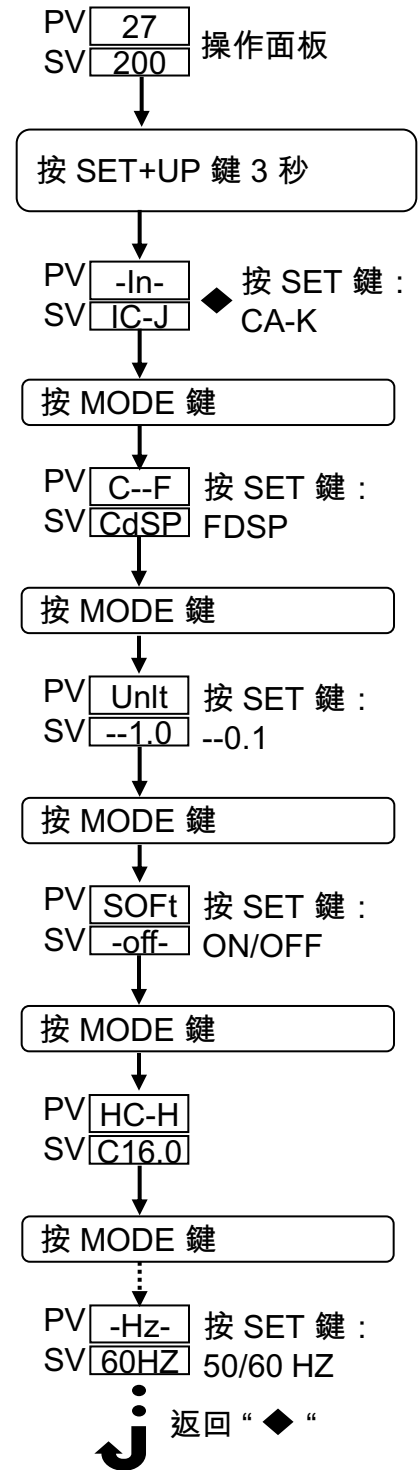 PV 27 操作面板
SV 200
按 SET+UP 鍵 3 秒
PV -In- ◆ 按 SET 鍵：
SV IC-J CA-K
按 MODE 鍵
PV C--F 按 SET 鍵：
SV CdSP FDSP
按 MODE 鍵
PV UnIt 按 SET 鍵：
SV --1.0 --0.1
按 MODE 鍵
PV SOFt 按 SET 鍵：
SV -off- ON/OFF
按 MODE 鍵
PV HC-H
SV C16.0
按 MODE 鍵
PV -Hz- 按 SET 鍵：
SV 60HZ 50/60 HZ
返回 “ ◆ “